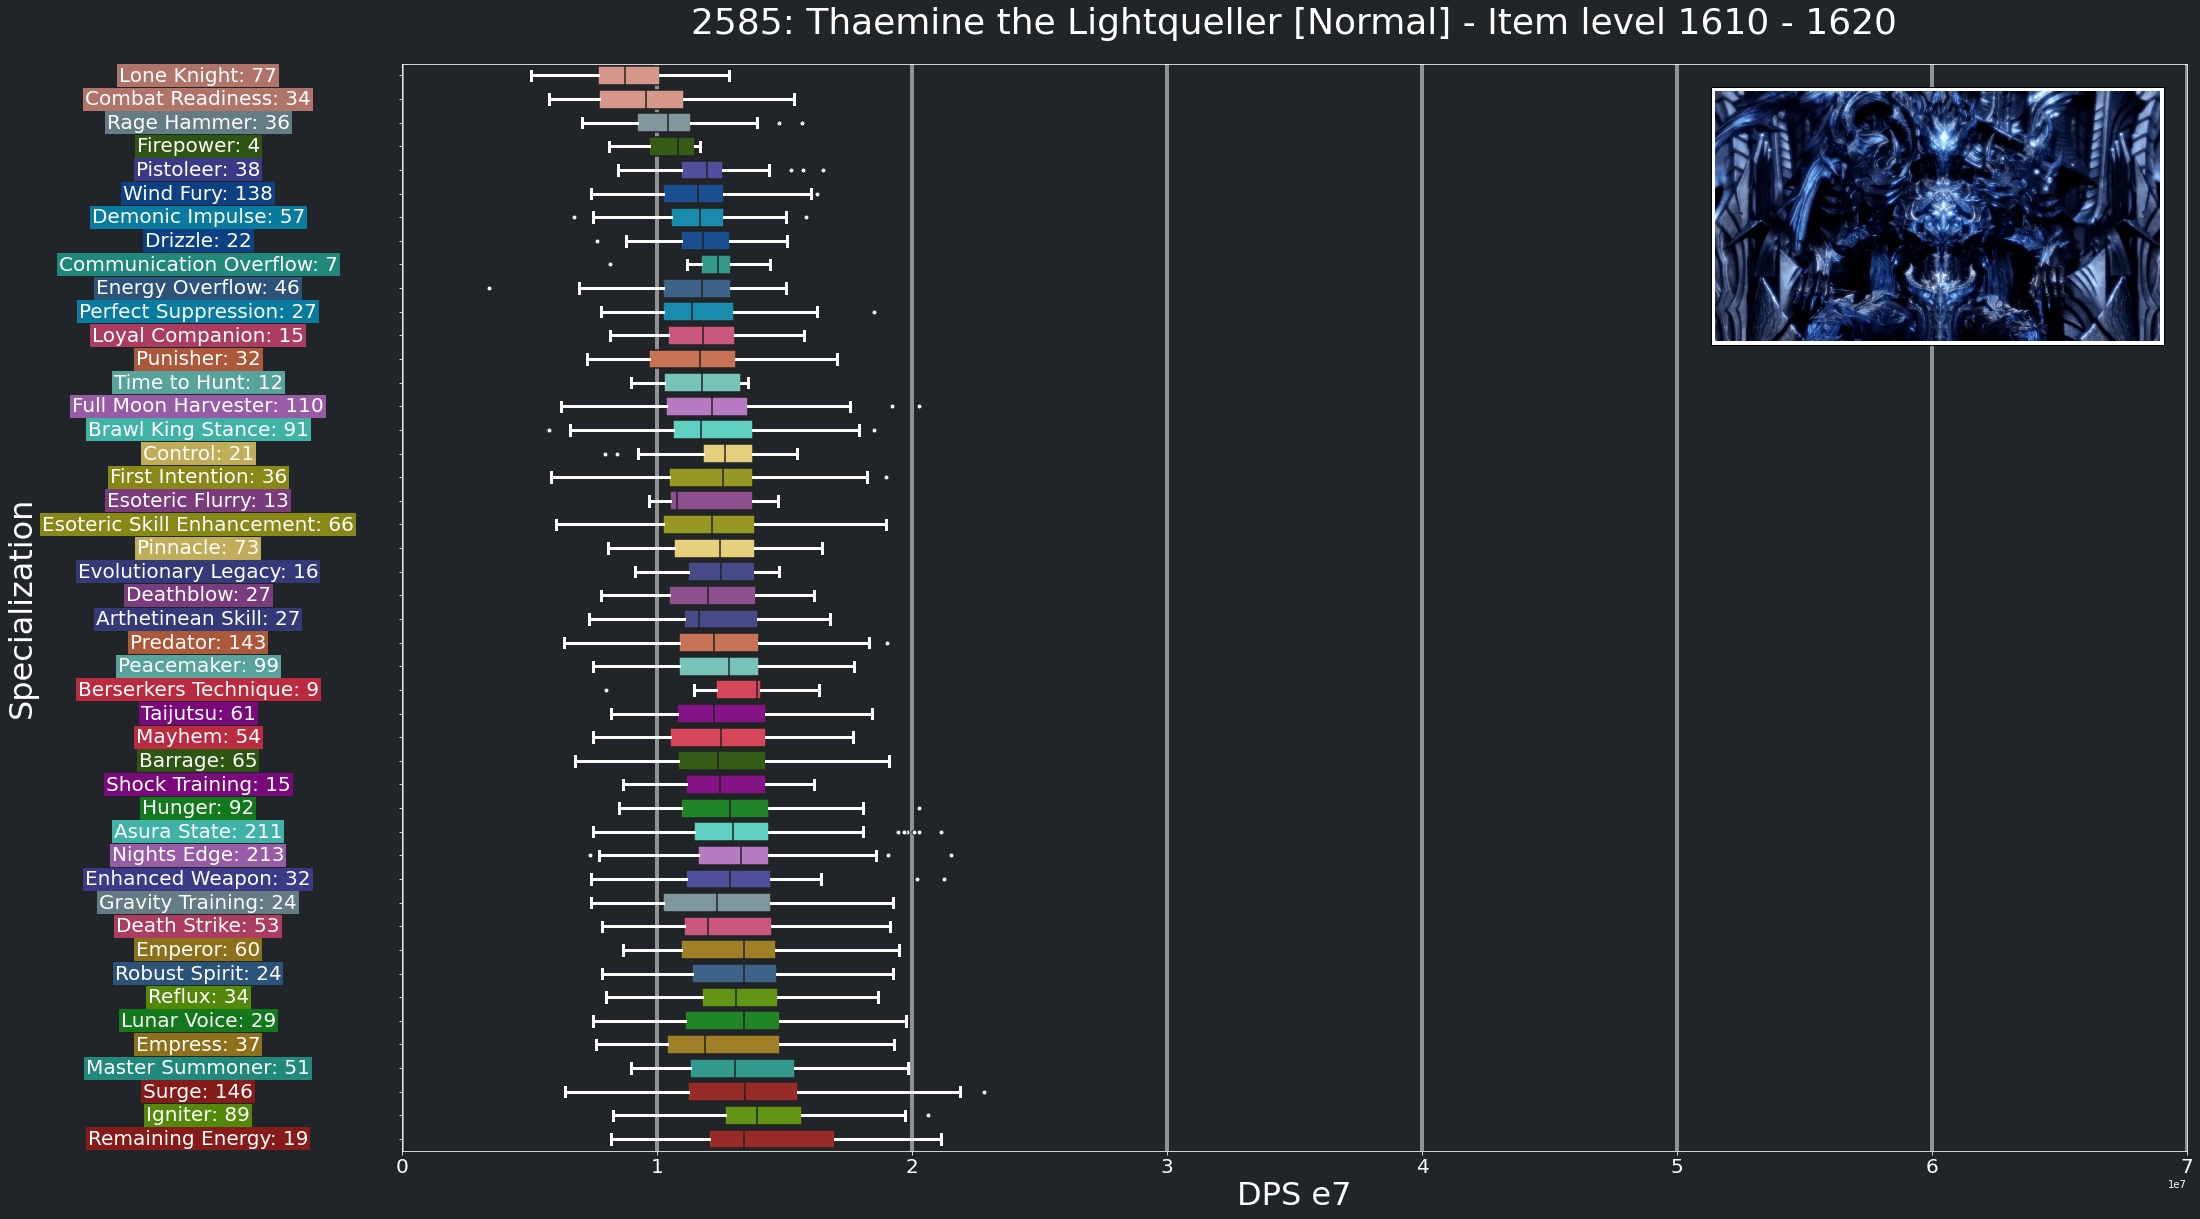 2585: Thaemine the Lightqueller [Normal] - Item level 1610 - 1620
Specialization
Lone Knight: 77
Combat Readiness: 34
Rage Hammer: 36
Firepower: 4
Pistoleer: 38
Wind Fury: 138
Demonic Impulse: 57
Drizzle: 22
Communication Overflow: 7
Energy Overflow: 46
Perfect Suppression: 27
Loyal Companion: 15
Punisher: 32
Time to Hunt: 12
Full Moon Harvester: 110
Brawl King Stance: 91
Control: 21
First Intention: 36
Esoteric Flurry: 13
Esoteric Skill Enhancement: 66
Pinnacle: 73
Evolutionary Legacy: 16
Deathblow: 27
Arthetinean Skill: 27
Predator: 143
Peacemaker: 99
Berserkers Technique: 9
Taijutsu: 61
Mayhem: 54
Barrage: 65
Shock Training: 15
Hunger: 92
Asura State: 211
Nights Edge: 213
Enhanced Weapon: 32
Gravity Training: 24
Death Strike: 53
Emperor: 60
Robust Spirit: 24
Reflux: 34
Lunar Voice: 29
Empress: 37
Master Summoner: 51
Surge: 146
Igniter: 89
Remaining Energy: 19
0 1 2 3 4 5 6 7
1e7
DPS e7